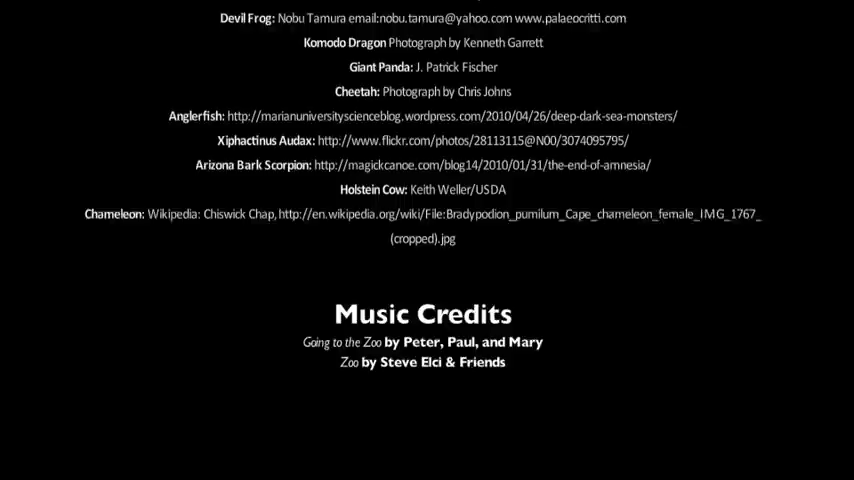 Devil Frog: Nobu Tamura email:nobu.tamura@yahoo.com www.palaeocritti.com
Komodo Dragon Photograph by Kenneth Garrett
Giant Panda: J. Patrick Fischer
Cheetah: Photograph by Chris Johns
Anglerfish: http://marianuniversityscienceblog.wordpress.com/2010/04/26/deep-dark-sea-monsters/
Xiphactinus Audax: http://www.flickr.com/photos/28113115@N00/3074095795/
Arizona Bark Scorpion: http://magickcanoe.com/blog14/2010/01/31/the-end-of-amnesia/
Holstein Cow: Keith Weller/USDA
Chameleon: Wikipedia: Chiswick Chap, http://en.wikipedia.org/wiki/File:Bradypodion_pumilum_Cape_chameleon_female_IMG_1767_
(cropped).jpg
Music Credits
Going to the Zoo by Peter, Paul, and Mary
Zoo by Steve Elci & Friends